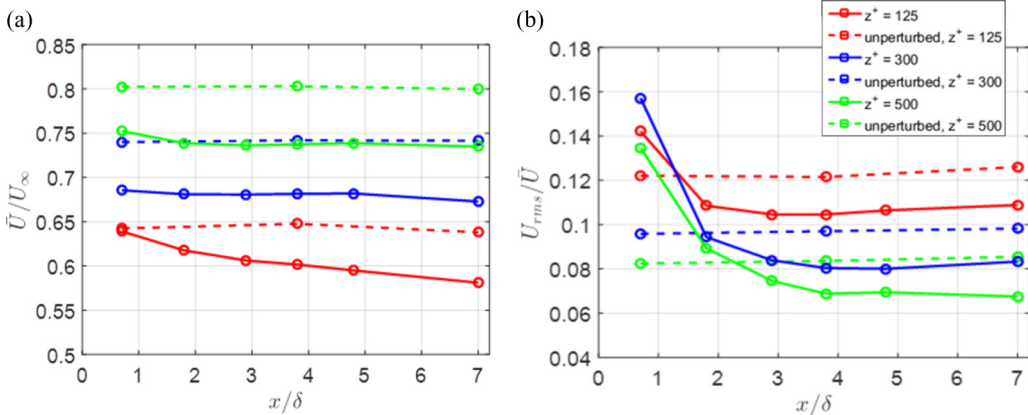 (a)
0.85
0.8
0.75
0.7
0.65
0.6
0.55
0.5
Ū/U∞
0 1 2 3 4 5 6 7
x/δ
(b)
z⁺ = 125
unperturbed, z⁺ = 125
z⁺ = 300
unperturbed, z⁺ = 300
z⁺ = 500
unperturbed, z⁺ = 500
0.18
0.16
0.14
0.12
0.1
0.08
0.06
0.04
U_rms/Ū
0 1 2 3 4 5 6 7
x/δ